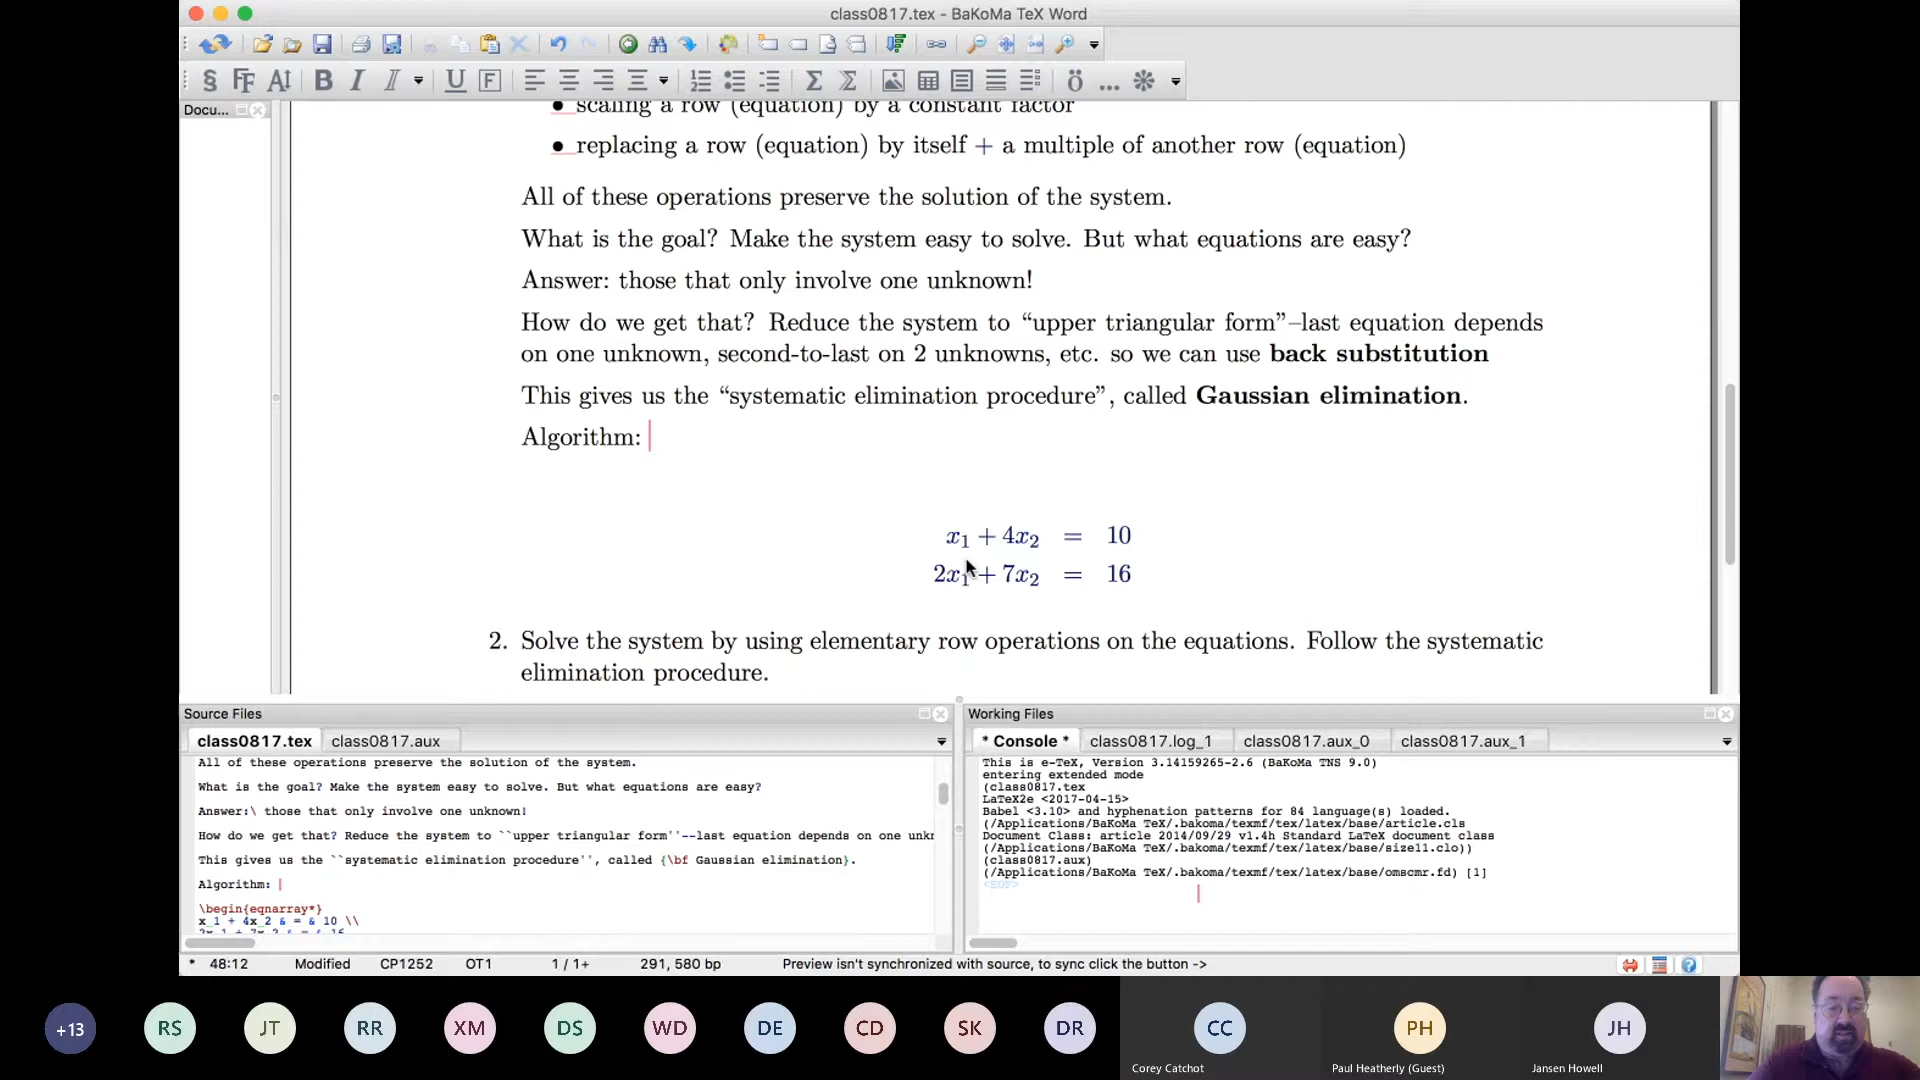 class0817.tex - BaKoMa TeX Word
Docu...
• scaling a row (equation) by a constant factor
• replacing a row (equation) by itself + a multiple of another row (equation)
All of these operations preserve the solution of the system.
What is the goal? Make the system easy to solve. But what equations are easy?
Answer: those that only involve one unknown!
How do we get that? Reduce the system to “upper triangular form”–last equation depends
on one unknown, second-to-last on 2 unknowns, etc. so we can use back substitution
This gives us the “systematic elimination procedure”, called Gaussian elimination.
Algorithm:
x₁ + 4x₂ = 10
2x₁ + 7x₂ = 16
2. Solve the system by using elementary row operations on the equations. Follow the systematic
elimination procedure.
Source Files
class0817.tex class0817.aux
All of these operations preserve the solution of the system.
What is the goal? Make the system easy to solve. But what equations are easy?
Answer:\ those that only involve one unknown!
How do we get that? Reduce the system to ``upper triangular form''--last equation depends on one unkn
This gives us the ``systematic elimination procedure'', called {\bf Gaussian elimination}.
Algorithm:
\begin{eqnarray*}
x_1 + 4x_2 & = & 10 \\
2x_1 + 7x_2 & = & 16
Working Files
* Console * class0817.log_1 class0817.aux_0 class0817.aux_1
This is e-TeX, Version 3.14159265-2.6 (BaKoMa TNS 9.0)
entering extended mode
(class0817.tex
LaTeX2e <2017-04-15>
Babel <3.10> and hyphenation patterns for 84 language(s) loaded.
(/Applications/BaKoMa TeX/.bakoma/texmf/tex/latex/base/article.cls
Document Class: article 2014/09/29 v1.4h Standard LaTeX document class
(/Applications/BaKoMa TeX/.bakoma/texmf/tex/latex/base/size11.clo))
(class0817.aux)
(/Applications/BaKoMa TeX/.bakoma/texmf/tex/latex/base/omscmr.fd) [1]
<EOF>
* 48:12 Modified CP1252 OT1 1 / 1+ 291, 580 bp Preview isn't synchronized with source, to sync click the button ->
+13 RS JT RR XM DS WD DE CD SK DR CC PH JH
Corey Catchot Paul Heatherly (Guest) Jansen Howell